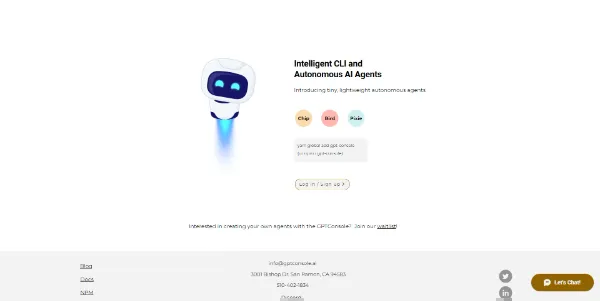 Intelligent CLI and
Autonomous AI Agents
Introducing tiny, lightweight autonomous agents
Chip
Bird
Pixie
yarn global add gpt-console
Log in / Sign up >
Interested in creating your own agents with the GPTConsole? Join our waitlist!
Blog
Docs
NPM
info@gptconsole.ai
3001 Bishop Dr, San Ramon, CA 94583
510-402-1834
Let's Chat!